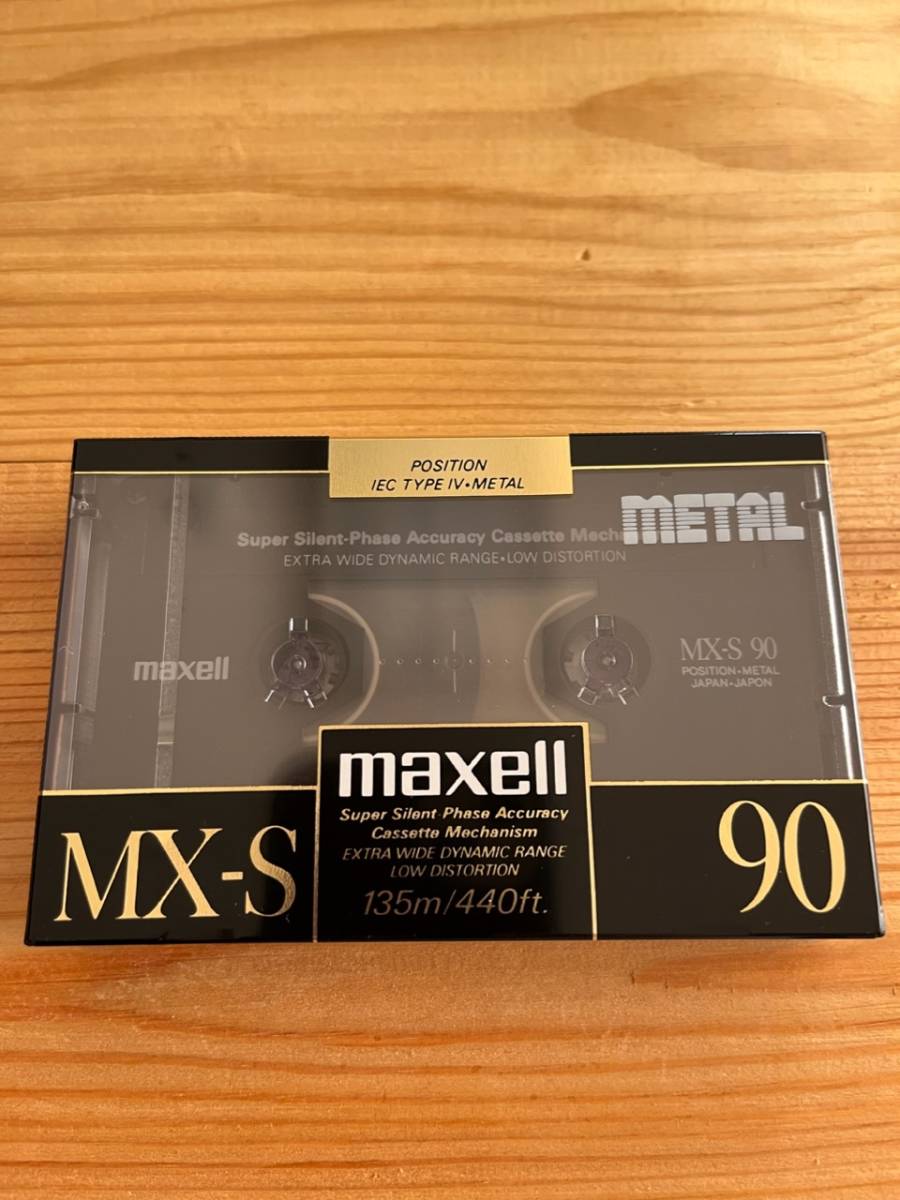 POSITION
IEC TYPE IV•METAL
METAL
Super Silent-Phase Accuracy Cassette
EXTRA WIDE DYNAMIC RANGE•LOW DISTORTION
maxell
MX-S 90
POSITION•METAL
JAPAN•JAPON
maxell
Super Silent-Phase Accuracy
Cassette Mechanism
EXTRA WIDE DYNAMIC RANGE
LOW DISTORTION
135m/440ft.
MX-S
90